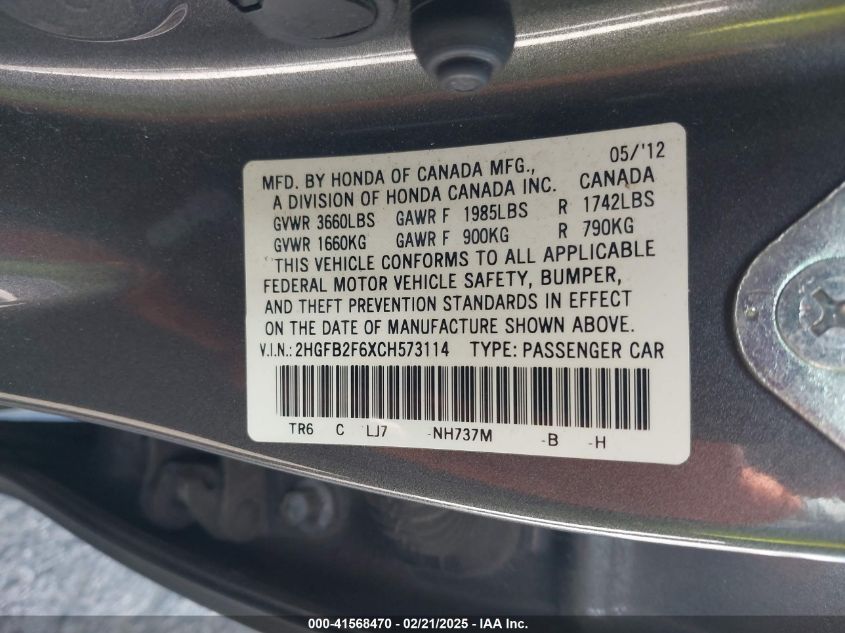 05/'12
MFD. BY HONDA OF CANADA MFG.,
A DIVISION OF HONDA CANADA INC. CANADA
GVWR 3660LBS GAWR F 1985LBS R 1742LBS
GVWR 1660KG GAWR F 900KG R 790KG
THIS VEHICLE CONFORMS TO ALL APPLICABLE
FEDERAL MOTOR VEHICLE SAFETY, BUMPER,
AND THEFT PREVENTION STANDARDS IN EFFECT
ON THE DATE OF MANUFACTURE SHOWN ABOVE.
V.I.N.: 2HGFB2F6XCH573114 TYPE: PASSENGER CAR
TR6 C LJ7 -NH737M -B -H
000-41568470 - 02/21/2025 - IAA Inc.